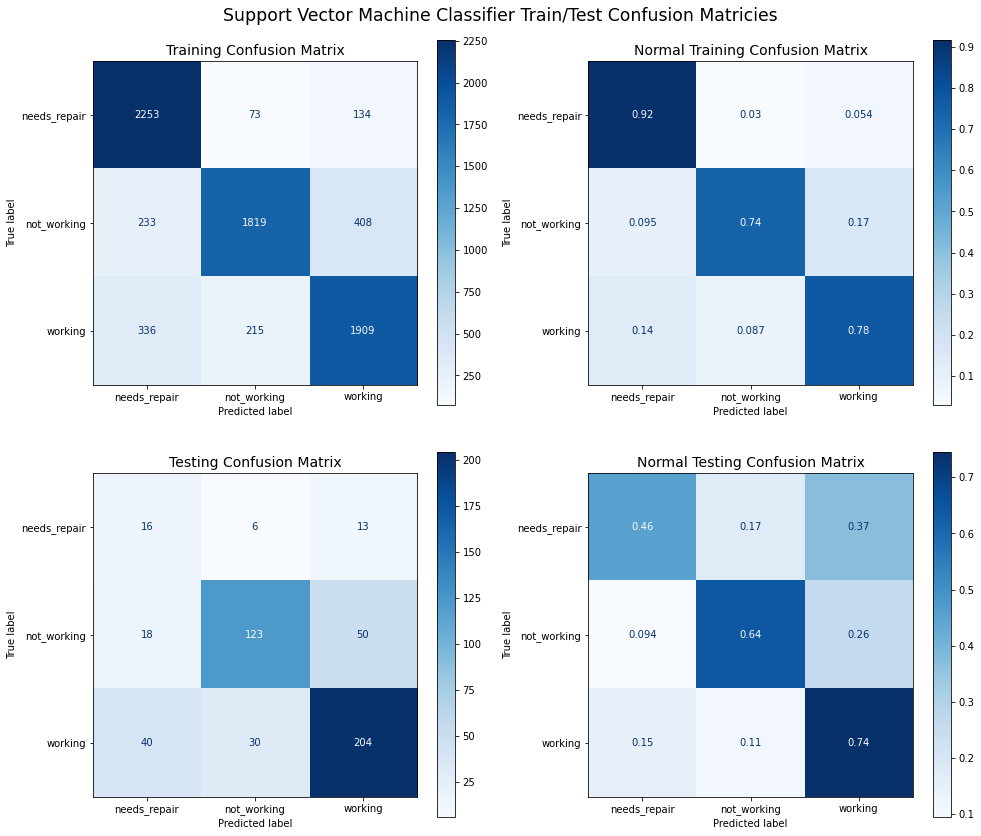 Support Vector Machine Classifier Train/Test Confusion Matricies
Training Confusion Matrix
True label
needs_repair 2253 73 134
not_working 233 1819 408
working 336 215 1909
needs_repair not_working working
Predicted label
2250
2000
1750
1500
1250
1000
750
500
250
Normal Training Confusion Matrix
True label
needs_repair 0.92 0.03 0.054
not_working 0.095 0.74 0.17
working 0.14 0.087 0.78
needs_repair not_working working
Predicted label
0.9
0.8
0.7
0.6
0.5
0.4
0.3
0.2
0.1
Testing Confusion Matrix
True label
needs_repair 16 6 13
not_working 18 123 50
working 40 30 204
needs_repair not_working working
Predicted label
200
175
150
125
100
75
50
25
Normal Testing Confusion Matrix
True label
needs_repair 0.46 0.17 0.37
not_working 0.094 0.64 0.26
working 0.15 0.11 0.74
needs_repair not_working working
Predicted label
0.7
0.6
0.5
0.4
0.3
0.2
0.1